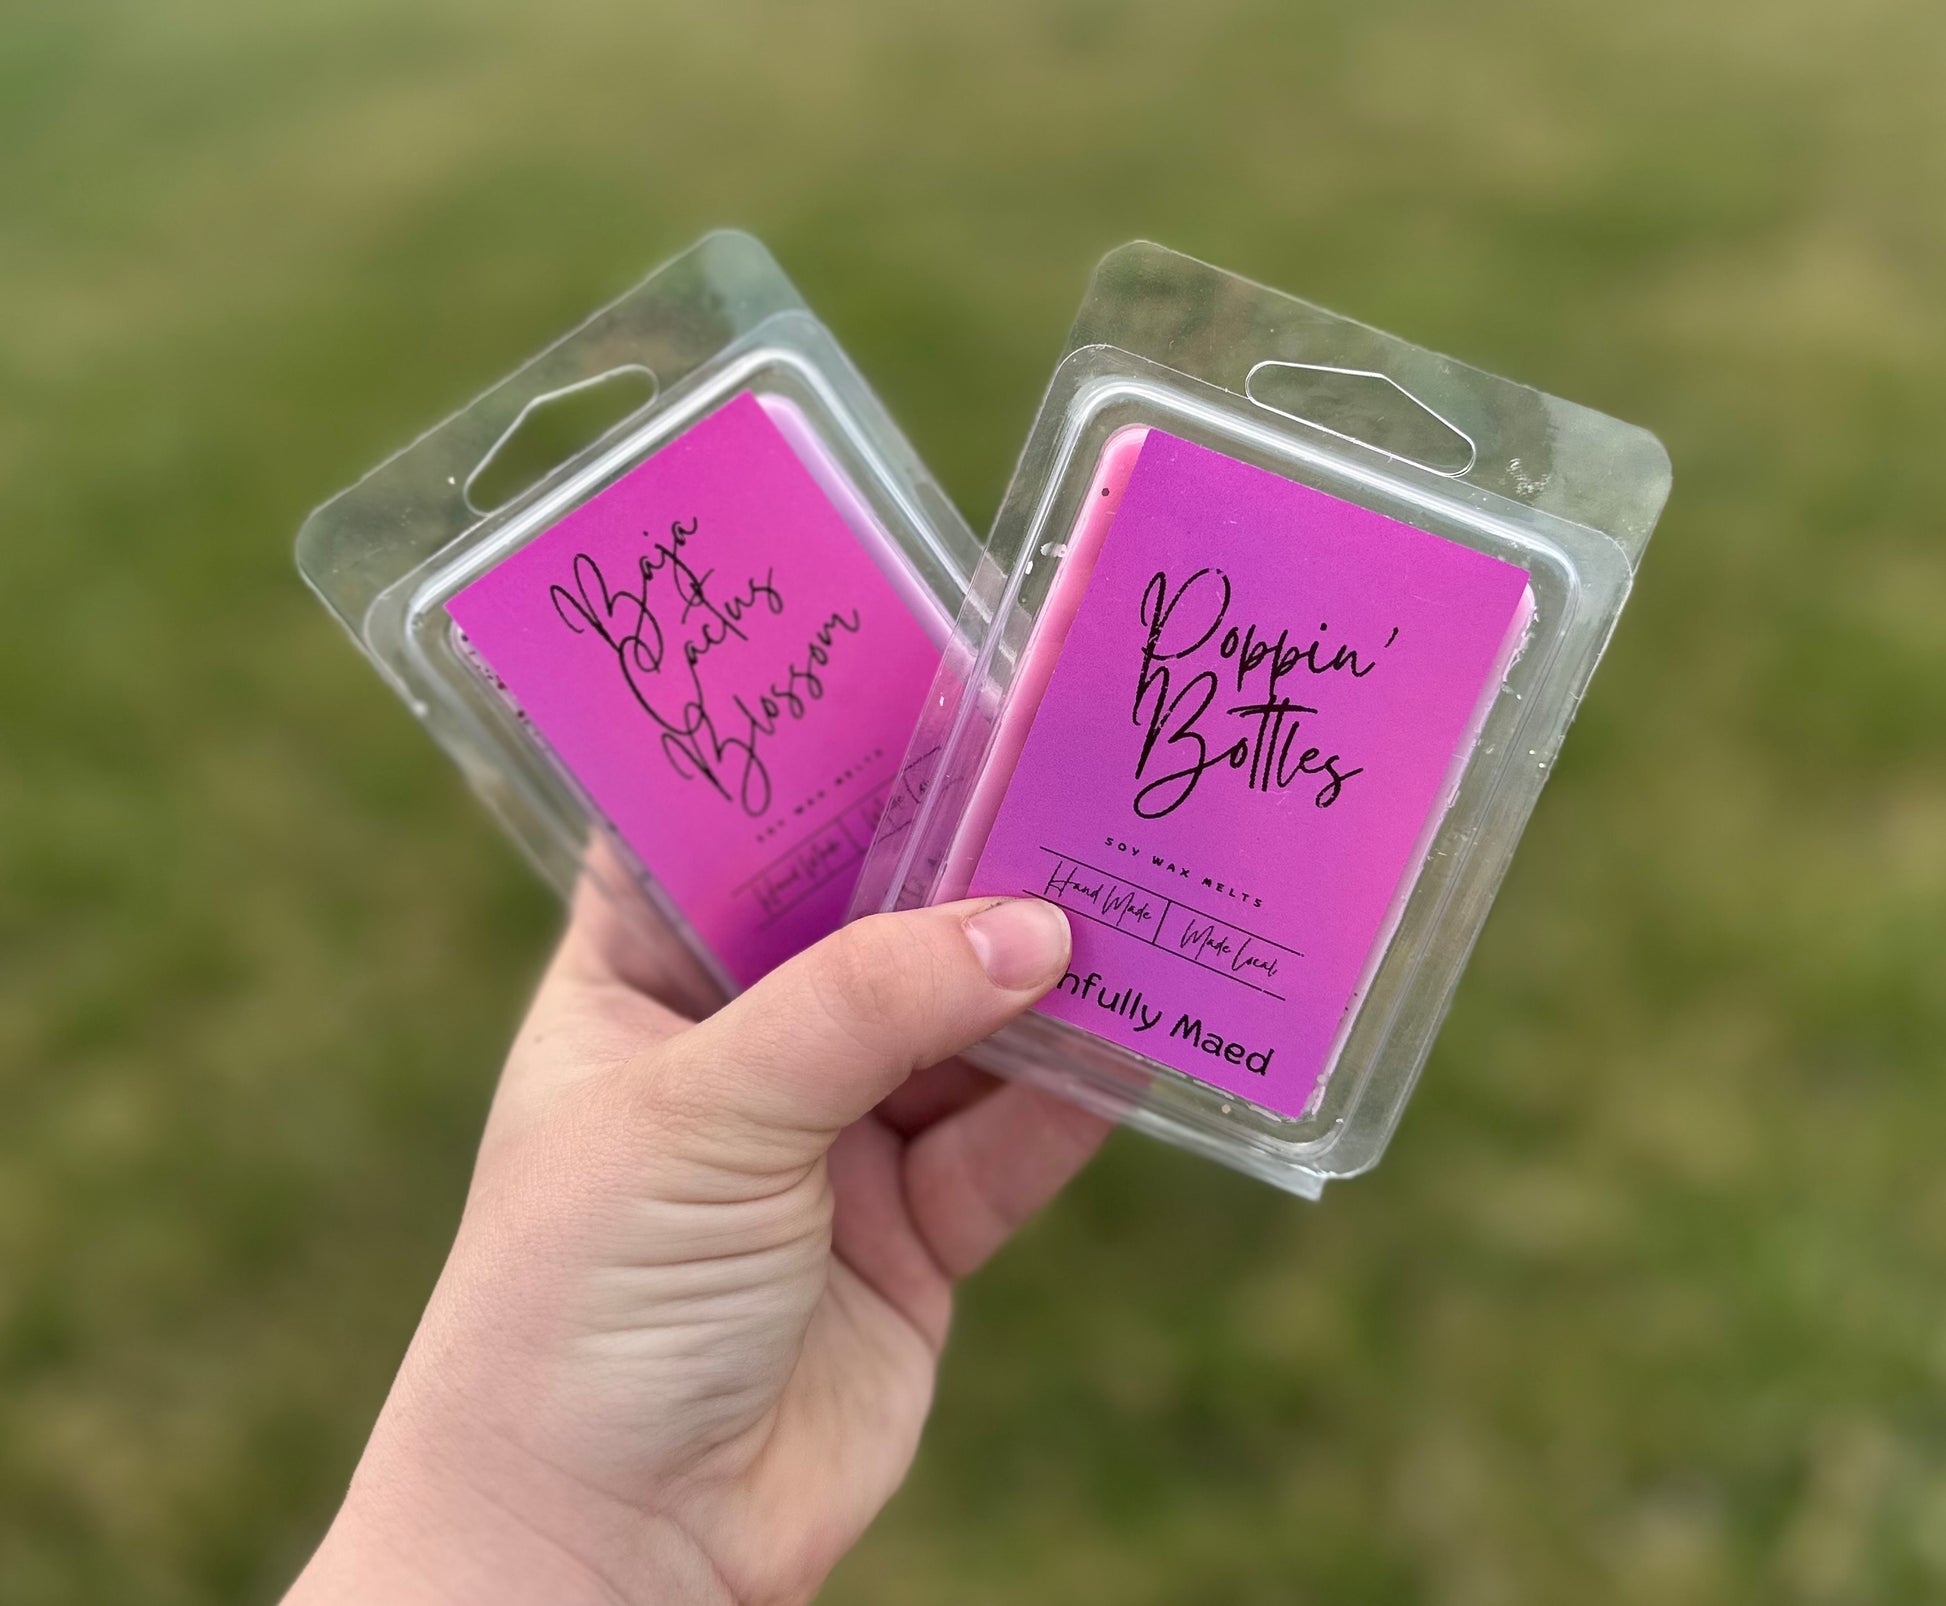 Baja
Cactus
Blossom
SOY WAX MELTS
Hand Made
Poppin'
Bottles
SOY WAX MELTS
Hand Made | Made Local
nfully Maed